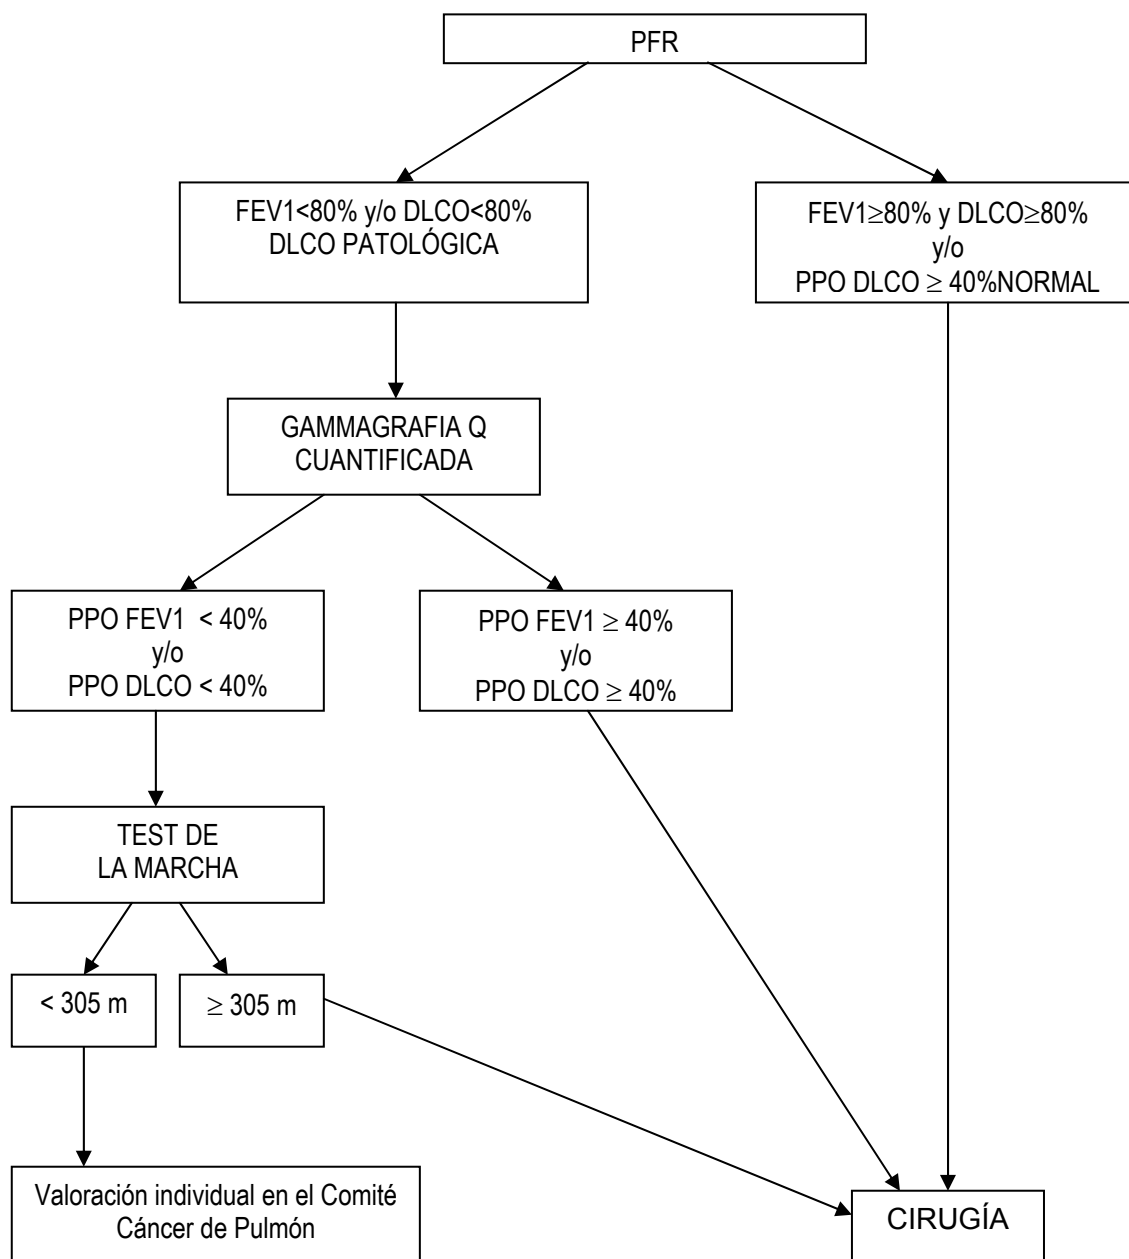 PFR
FEV1<80% y/o DLCO<80%
DLCO PATOLÓGICA
FEV1≥80% y DLCO≥80%
y/o
PPO DLCO ≥ 40%NORMAL
GAMMAGRAFIA Q
CUANTIFICADA
PPO FEV1 < 40%
y/o
PPO DLCO < 40%
PPO FEV1 ≥ 40%
y/o
PPO DLCO ≥ 40%
TEST DE
LA MARCHA
< 305 m
≥ 305 m
Valoración individual en el Comité
Cáncer de Pulmón
CIRUGÍA